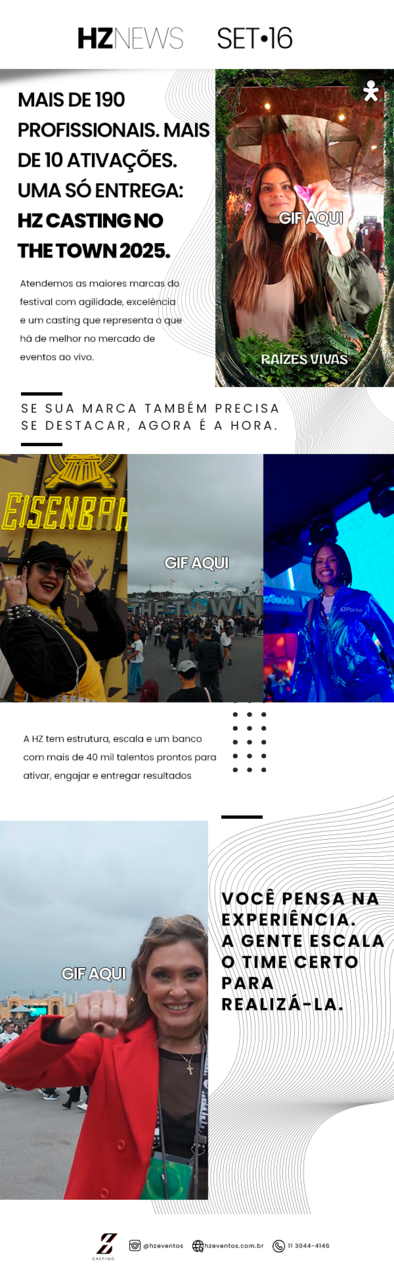 HZNEWS SET•16
MAIS DE 190
PROFISSIONAIS. MAIS
DE 10 ATIVAÇÕES.
UMA SÓ ENTREGA:
HZ CASTING NO
THE TOWN 2025.
GIF AQUI
RAÍZES VIVAS
Atendemos as maiores marcas do
festival com agilidade, excelência
e um casting que representa o que
há de melhor no mercado de
eventos ao vivo.
SE SUA MARCA TAMBÉM PRECISA
SE DESTACAR, AGORA É A HORA.
GIF AQUI
THE TOWN
Porto
A HZ tem estrutura, escala e um banco
com mais de 40 mil talentos prontos para
ativar, engajar e entregar resultados
VOCÊ PENSA NA
EXPERIÊNCIA.
A GENTE ESCALA
O TIME CERTO
PARA
REALIZÁ-LA.
GIF AQUI
CASTING
@hzeventos
hzeventos.com.br
11 3044-4146